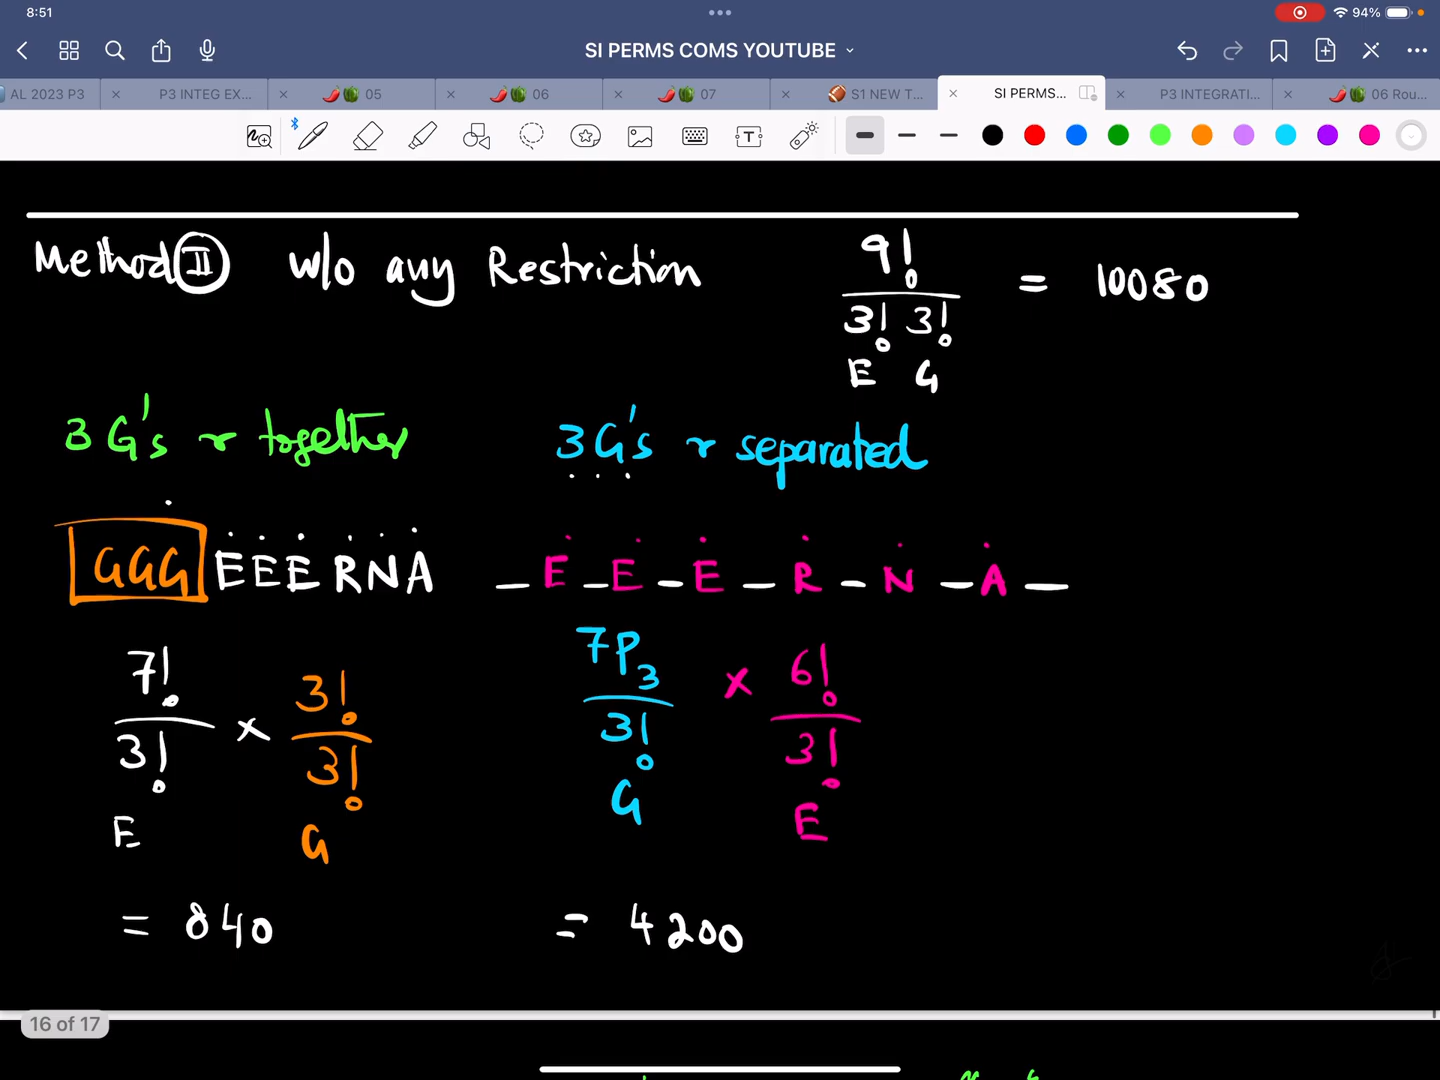 8:51
94%
SI PERMS COMS YOUTUBE
AL 2023 P3
P3 INTEG EX...
05
06
07
S1 NEW T...
SI PERMS...
P3 INTEGRATI...
06 Rou...
Method II w/o any Restriction 9! / 3! 3! = 10080
E G
3 G's r together
3 G's r separated
GGG EEE RNA
_ E _ E _ E _ R _ N _ A _
7! / 3! × 3! / 3!
E G
7P3 / 3! × 6! / 3!
G E
= 840
= 4200
16 of 17